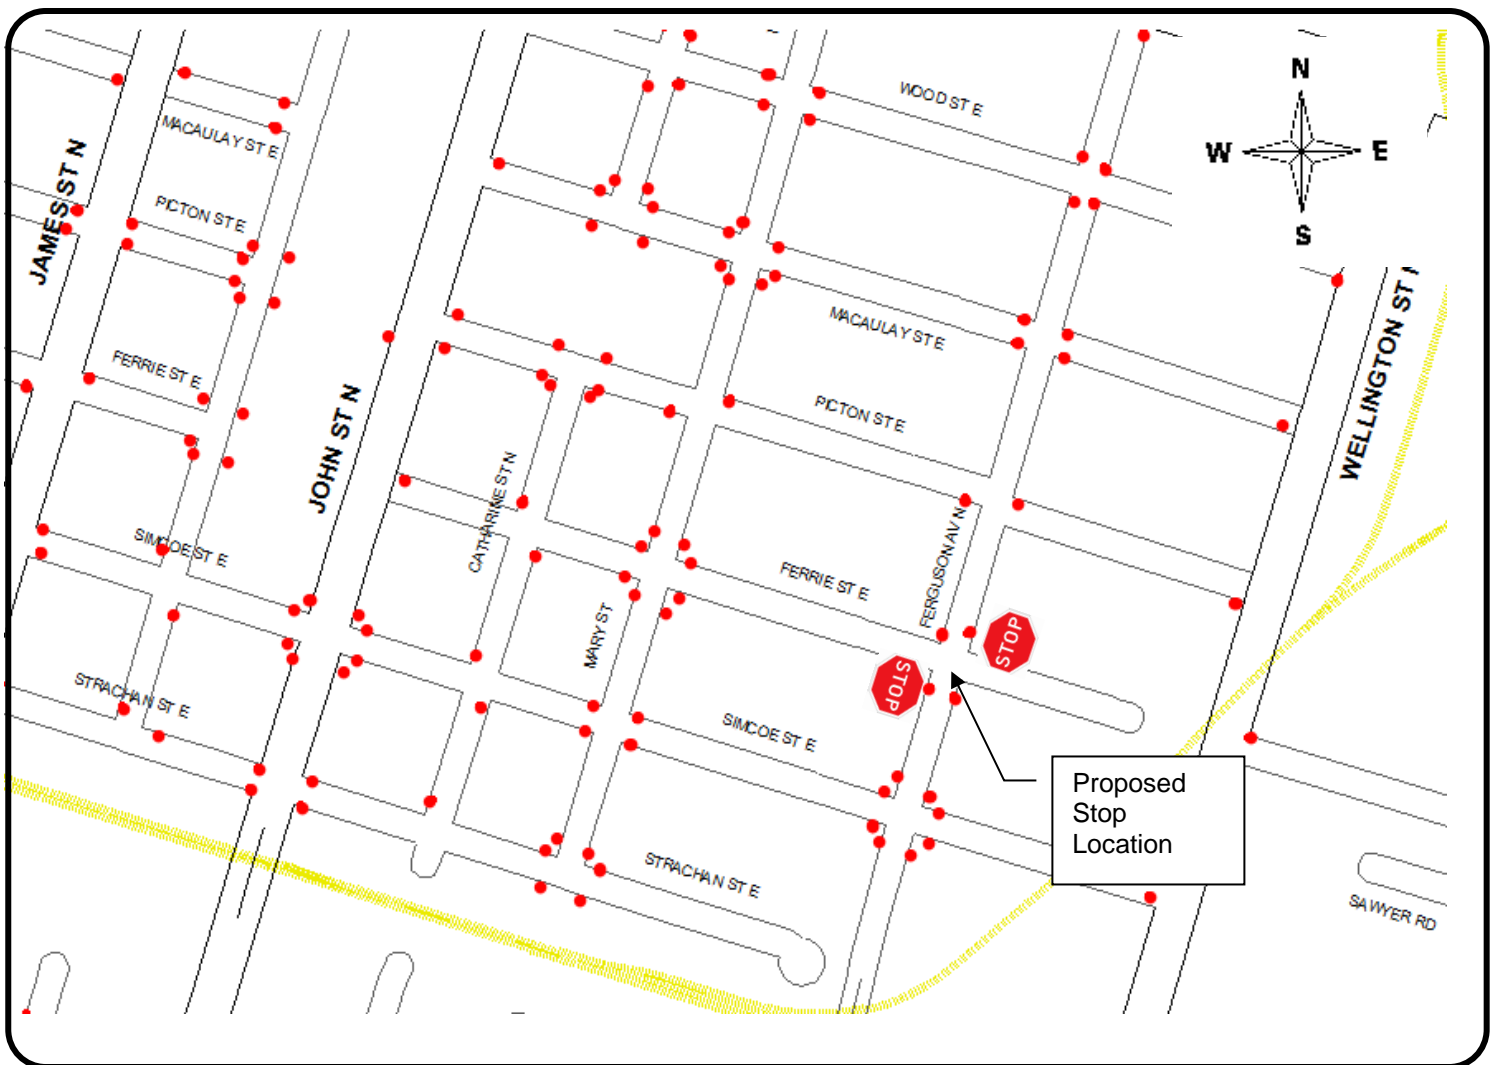 N
W E
S
WOOD ST E
MACAULAY ST E
JAMES ST N
PICTON ST E
WELLINGTON ST N
MACAULAY ST E
FERRIE ST E
PICTON ST E
JOHN ST N
CATHARINE ST N
FERGUSON AV N
SIMCOE ST E
FERRIE ST E
MARY ST
STOP
STOP
STRACHAN ST E
SIMCOE ST E
Proposed
Stop
Location
STRACHAN ST E
SAWYER RD